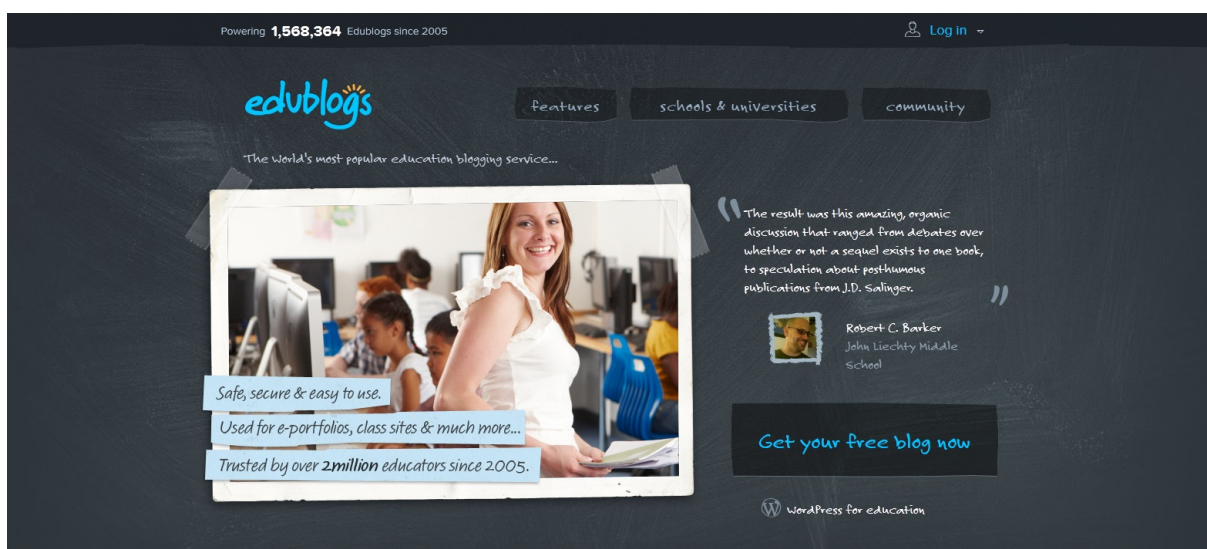 Powering 1,568,364 Edublogs since 2005
Log in
edublogs
features
schools & universities
community
The World's most popular education blogging service...
The result was this amazing, organic
discussion that ranged from debates over
whether or not a sequel exists to one book,
to speculation about posthumous
publications from J.D. Salinger.
Robert C. Barker
John Liechty Middle
School
Safe, secure & easy to use.
Used for e-portfolios, class sites & much more...
Trusted by over 2million educators since 2005.
Get your free blog now
WordPress for education